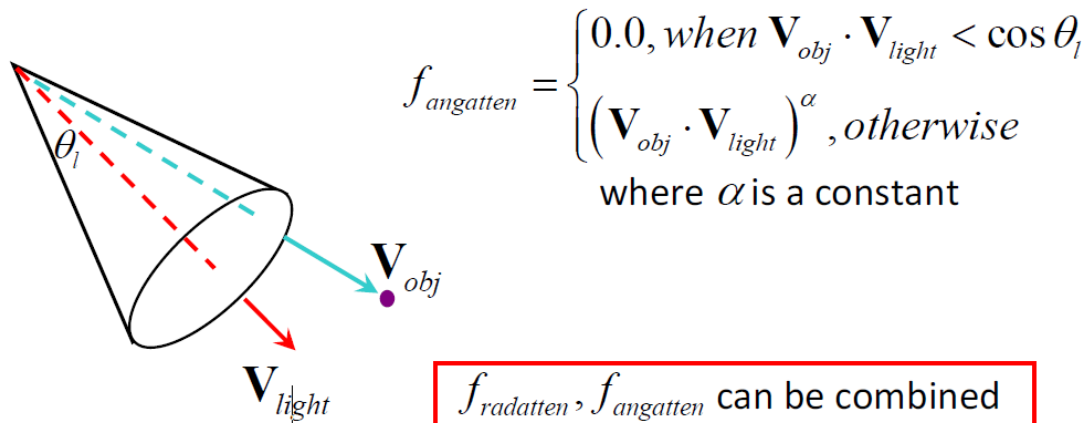 f_angatten = { 0.0, when V_obj · V_light < cos θ_l
(V_obj · V_light)^α, otherwise
where α is a constant
θ_l
V_obj
V_light
f_radatten, f_angatten can be combined